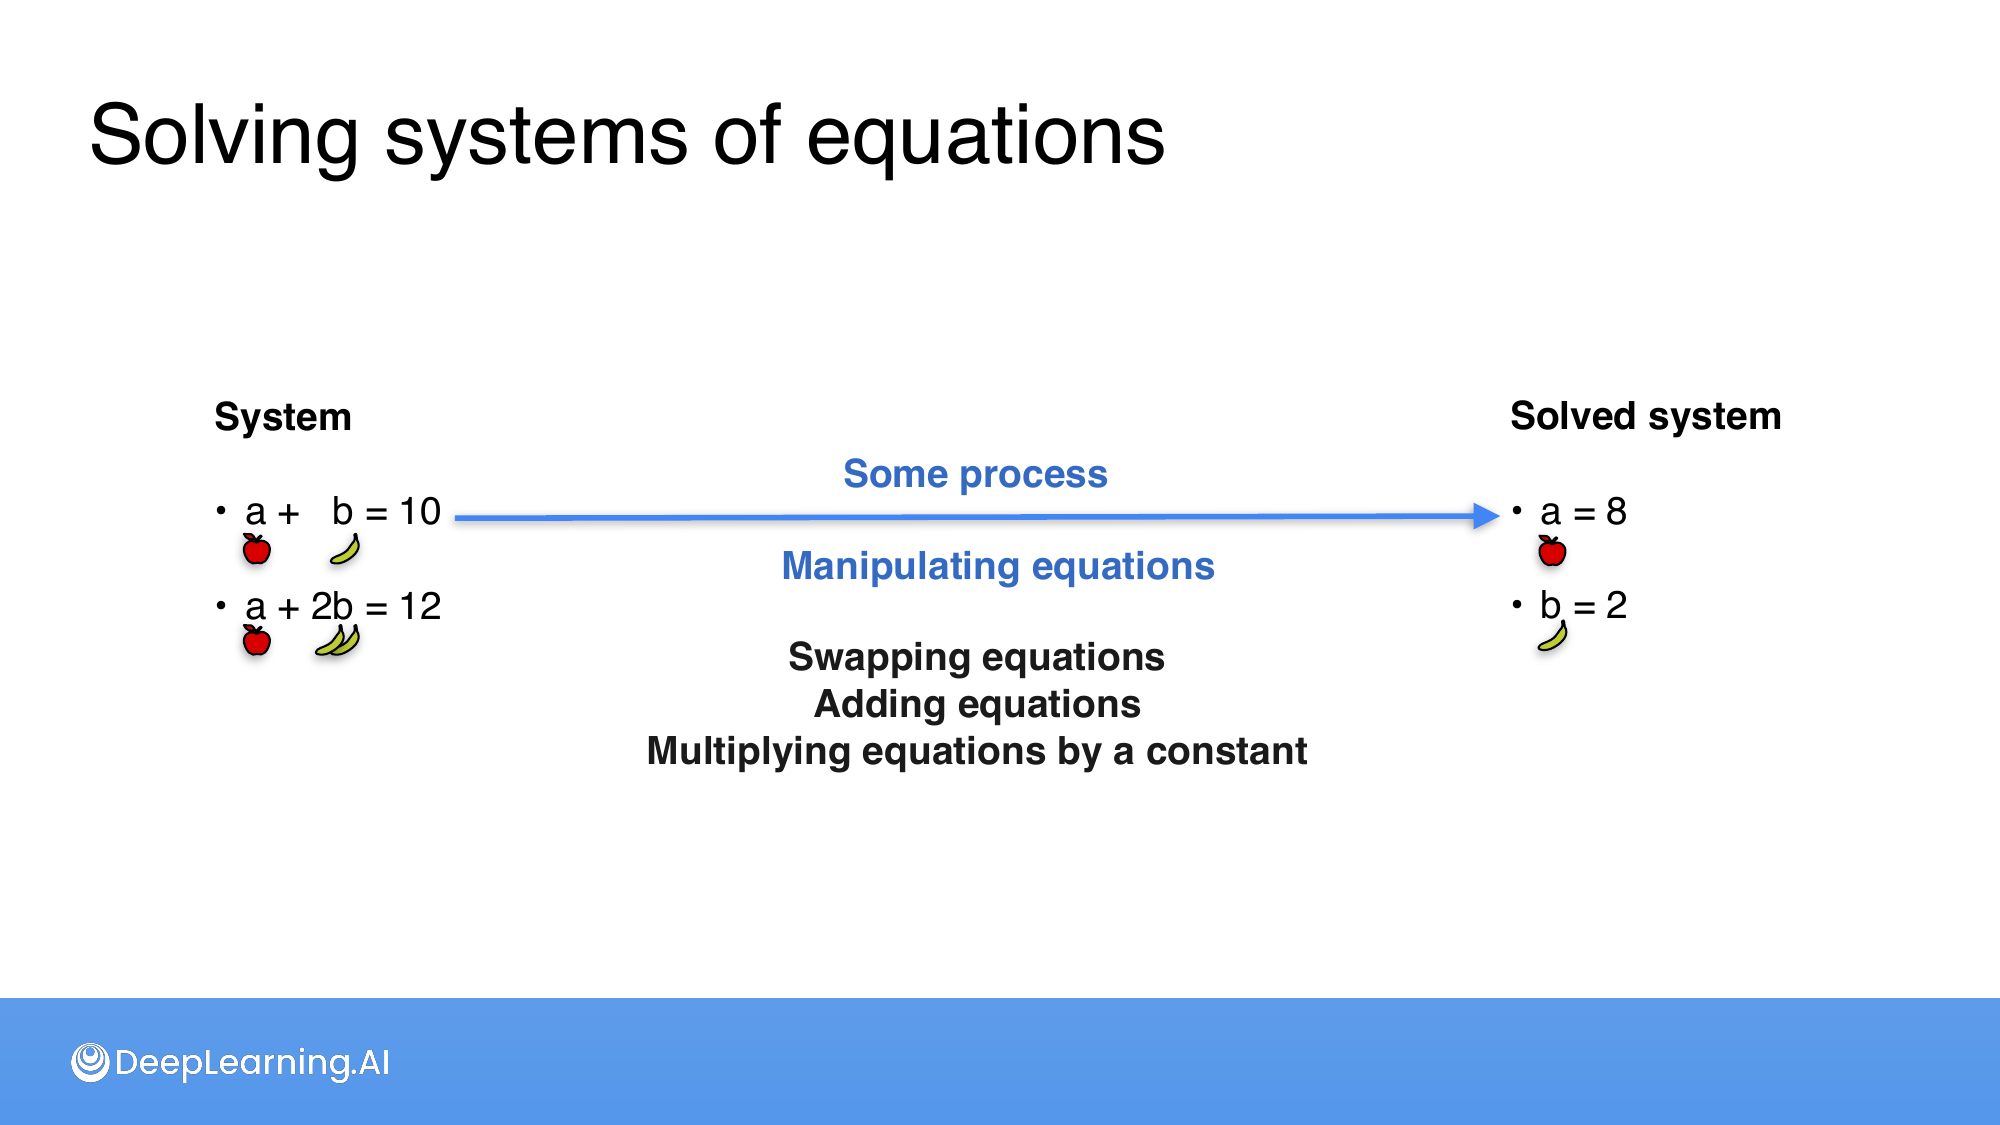 Solving systems of equations
System
• a + b = 10
• a + 2b = 12
Some process
Manipulating equations
Swapping equations
Adding equations
Multiplying equations by a constant
Solved system
• a = 8
• b = 2
DeepLearning.AI